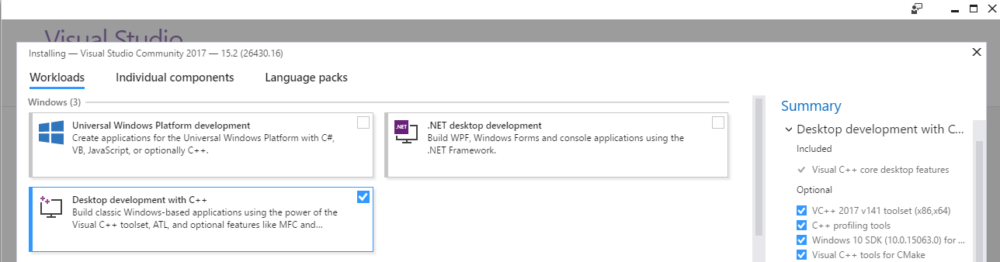 Visual Studio
Installing — Visual Studio Community 2017 — 15.2 (26430.16)
Workloads
Individual components
Language packs
Windows (3)
Universal Windows Platform development
Create applications for the Universal Windows Platform with C#,
VB, JavaScript, or optionally C++.
.NET
.NET desktop development
Build WPF, Windows Forms and console applications using the
.NET Framework.
Desktop development with C++
Build classic Windows-based applications using the power of the
Visual C++ toolset, ATL, and optional features like MFC and...
Summary
Desktop development with C...
Included
Visual C++ core desktop features
Optional
VC++ 2017 v141 toolset (x86,x64)
C++ profiling tools
Windows 10 SDK (10.0.15063.0) for ...
Visual C++ tools for CMake